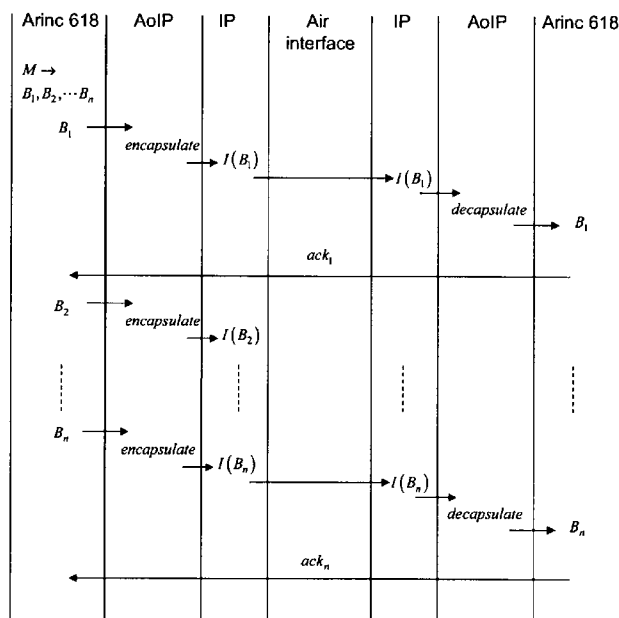 Arinc 618 AoIP IP Air interface IP AoIP Arinc 618
M →
B₁, B₂, ⋯ Bₙ
B₁
encapsulate
I(B₁)
I(B₁)
decapsulate
B₁
ack₁
B₂
encapsulate
I(B₂)
Bₙ
encapsulate
I(Bₙ)
I(Bₙ)
decapsulate
Bₙ
ackₙ